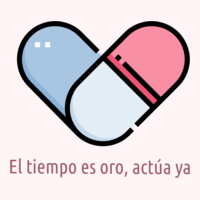 El tiempo es oro, actúa ya